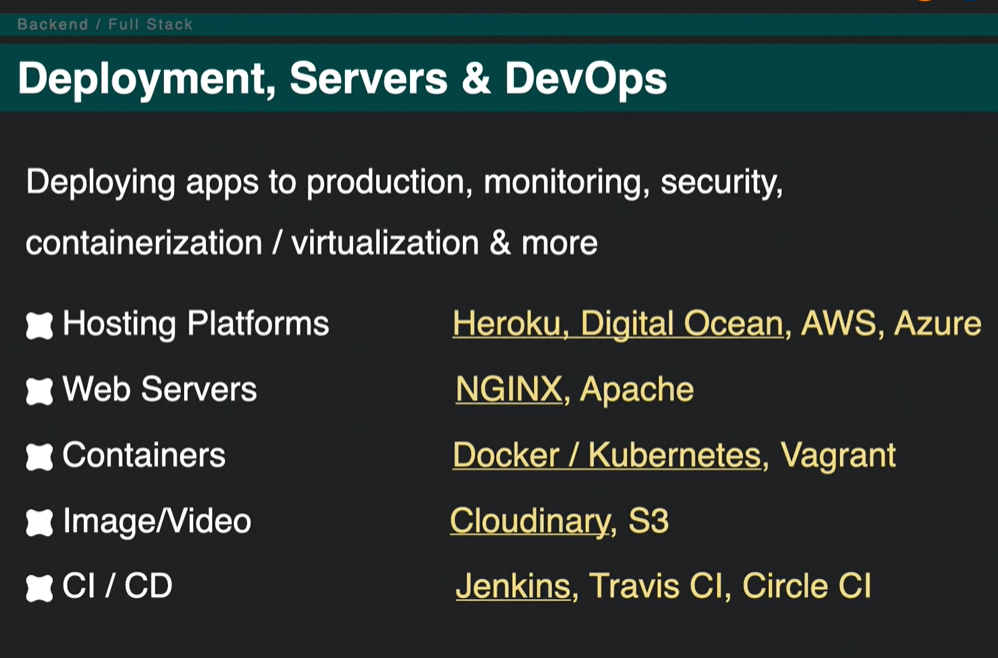 Backend / Full Stack
Deployment, Servers & DevOps
Deploying apps to production, monitoring, security,
containerization / virtualization & more
Hosting Platforms Heroku, Digital Ocean, AWS, Azure
Web Servers NGINX, Apache
Containers Docker / Kubernetes, Vagrant
Image/Video Cloudinary, S3
CI / CD Jenkins, Travis CI, Circle CI